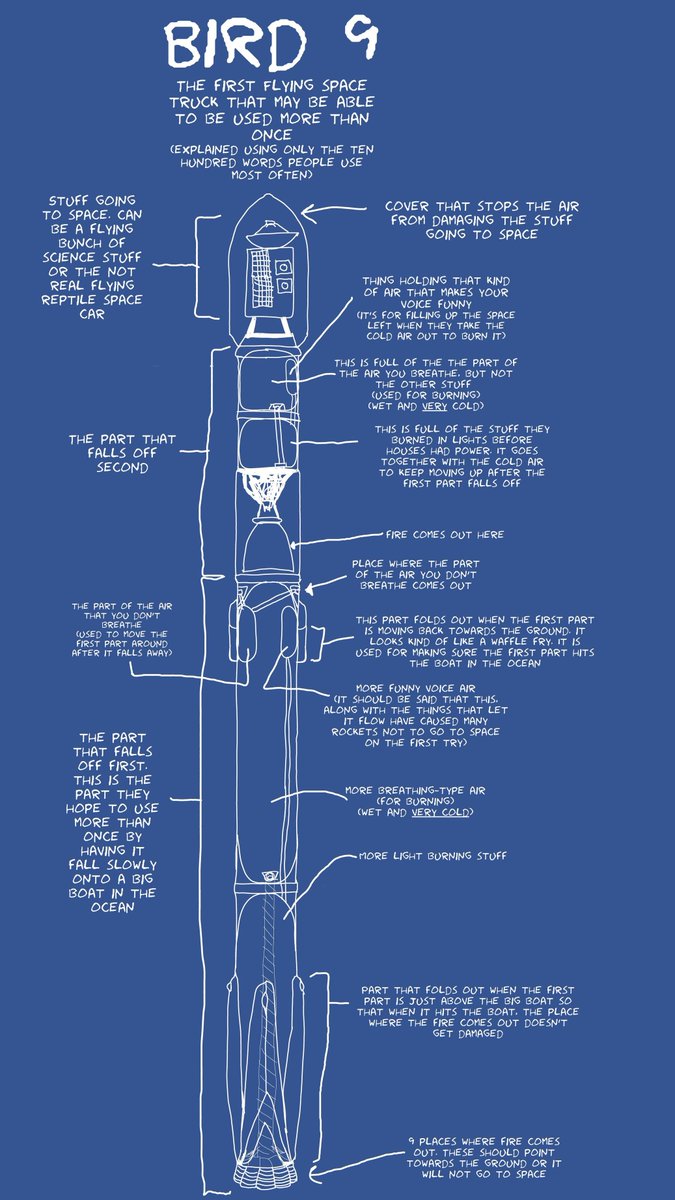 BIRD 9
THE FIRST FLYING SPACE
TRUCK THAT MAY BE ABLE
TO BE USED MORE THAN
ONCE
(EXPLAINED USING ONLY THE TEN
HUNDRED WORDS PEOPLE USE
MOST OFTEN)
STUFF GOING
TO SPACE. CAN
BE A FLYING
BUNCH OF
SCIENCE STUFF
OR THE NOT
REAL FLYING
REPTILE SPACE
CAR
COVER THAT STOPS THE AIR
FROM DAMAGING THE STUFF
GOING TO SPACE
THING HOLDING THAT KIND
OF AIR THAT MAKES YOUR
VOICE FUNNY
(IT'S FOR FILLING UP THE SPACE
LEFT WHEN THEY TAKE THE
COLD AIR OUT TO BURN IT)
THIS IS FULL OF THE THE PART OF
THE AIR YOU BREATHE, BUT NOT
THE OTHER STUFF
(USED FOR BURNING)
(WET AND VERY COLD)
THE PART THAT
FALLS OFF
SECOND
THIS IS FULL OF THE STUFF THEY
BURNED IN LIGHTS BEFORE
HOUSES HAD POWER. IT GOES
TOGETHER WITH THE COLD AIR
TO KEEP MOVING UP AFTER THE
FIRST PART FALLS OFF
FIRE COMES OUT HERE
PLACE WHERE THE PART
OF THE AIR YOU DON'T
BREATHE COMES OUT
THE PART OF THE AIR
THAT YOU DON'T
BREATHE
(USED TO MOVE THE
FIRST PART AROUND
AFTER IT FALLS AWAY)
THIS PART FOLDS OUT WHEN THE FIRST PART
IS MOVING BACK TOWARDS THE GROUND. IT
LOOKS KIND OF LIKE A WAFFLE FRY. IT IS
USED FOR MAKING SURE THE FIRST PART HITS
THE BOAT IN THE OCEAN
MORE FUNNY VOICE AIR
(IT SHOULD BE SAID THAT THIS,
ALONG WITH THE THINGS THAT LET
IT FLOW HAVE CAUSED MANY
ROCKETS NOT TO GO TO SPACE
ON THE FIRST TRY)
THE PART
THAT FALLS
OFF FIRST.
THIS IS THE
PART THEY
HOPE TO USE
MORE THAN
ONCE BY
HAVING IT
FALL SLOWLY
ONTO A BIG
BOAT IN THE
OCEAN
MORE BREATHING-TYPE AIR
(FOR BURNING)
(WET AND VERY COLD)
MORE LIGHT BURNING STUFF
PART THAT FOLDS OUT WHEN THE FIRST
PART IS JUST ABOVE THE BIG BOAT SO
THAT WHEN IT HITS THE BOAT, THE PLACE
WHERE THE FIRE COMES OUT DOESN'T
GET DAMAGED
9 PLACES WHERE FIRE COMES
OUT. THESE SHOULD POINT
TOWARDS THE GROUND OR IT
WILL NOT GO TO SPACE